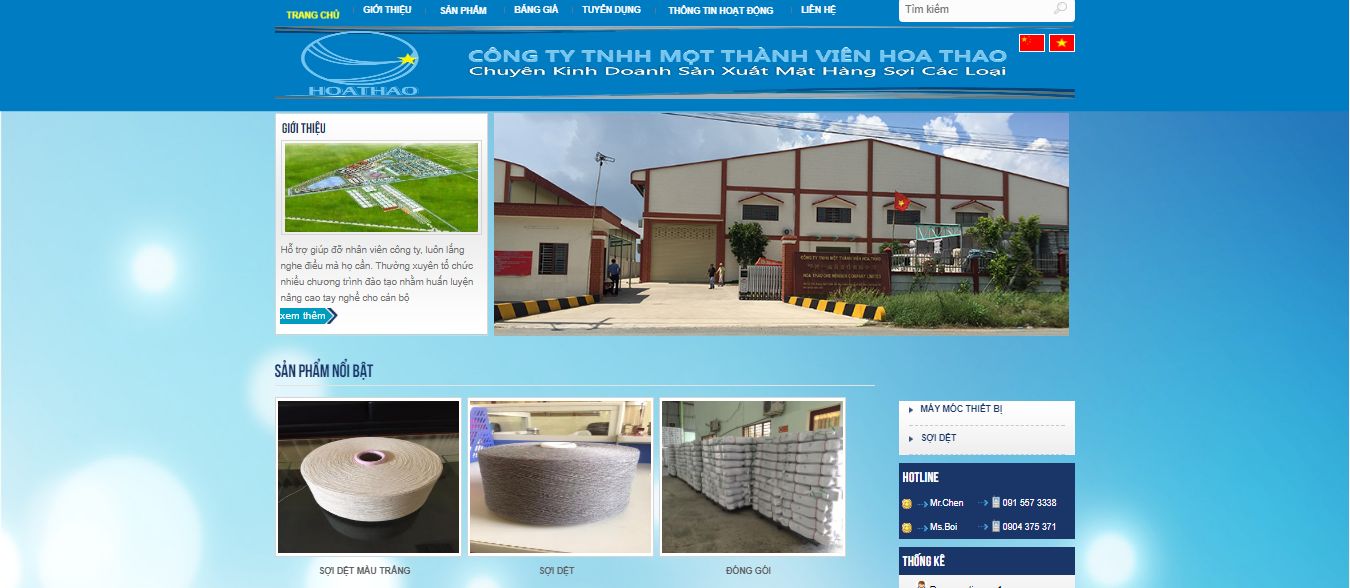 TRANG CHỦ
GIỚI THIỆU
SẢN PHẨM
BẢNG GIÁ
TUYỂN DỤNG
THÔNG TIN HOẠT ĐỘNG
LIÊN HỆ
Tìm kiếm
HOATHAO
CÔNG TY TNHH MỘT THÀNH VIÊN HOA THAO
Chuyên Kinh Doanh Sản Xuất Mặt Hàng Sợi Các Loại
GIỚI THIỆU
Hỗ trợ giúp đỡ nhân viên công ty, luôn lắng
nghe điều mà họ cần. Thường xuyên tổ chức
nhiều chương trình đào tạo nhằm huấn luyện
nâng cao tay nghề cho cán bộ
xem thêm
CÔNG TY TNHH MỘT THÀNH VIÊN HOA THAO
SẢN PHẨM NỔI BẬT
SỢI DỆT MÀU TRẮNG
SỢI DỆT
ĐÓNG GÓI
MÁY MÓC THIẾT BỊ
SỢI DỆT
HOTLINE
Mr.Chen 091 557 3338
Ms.Boi 0904 375 371
THỐNG KÊ